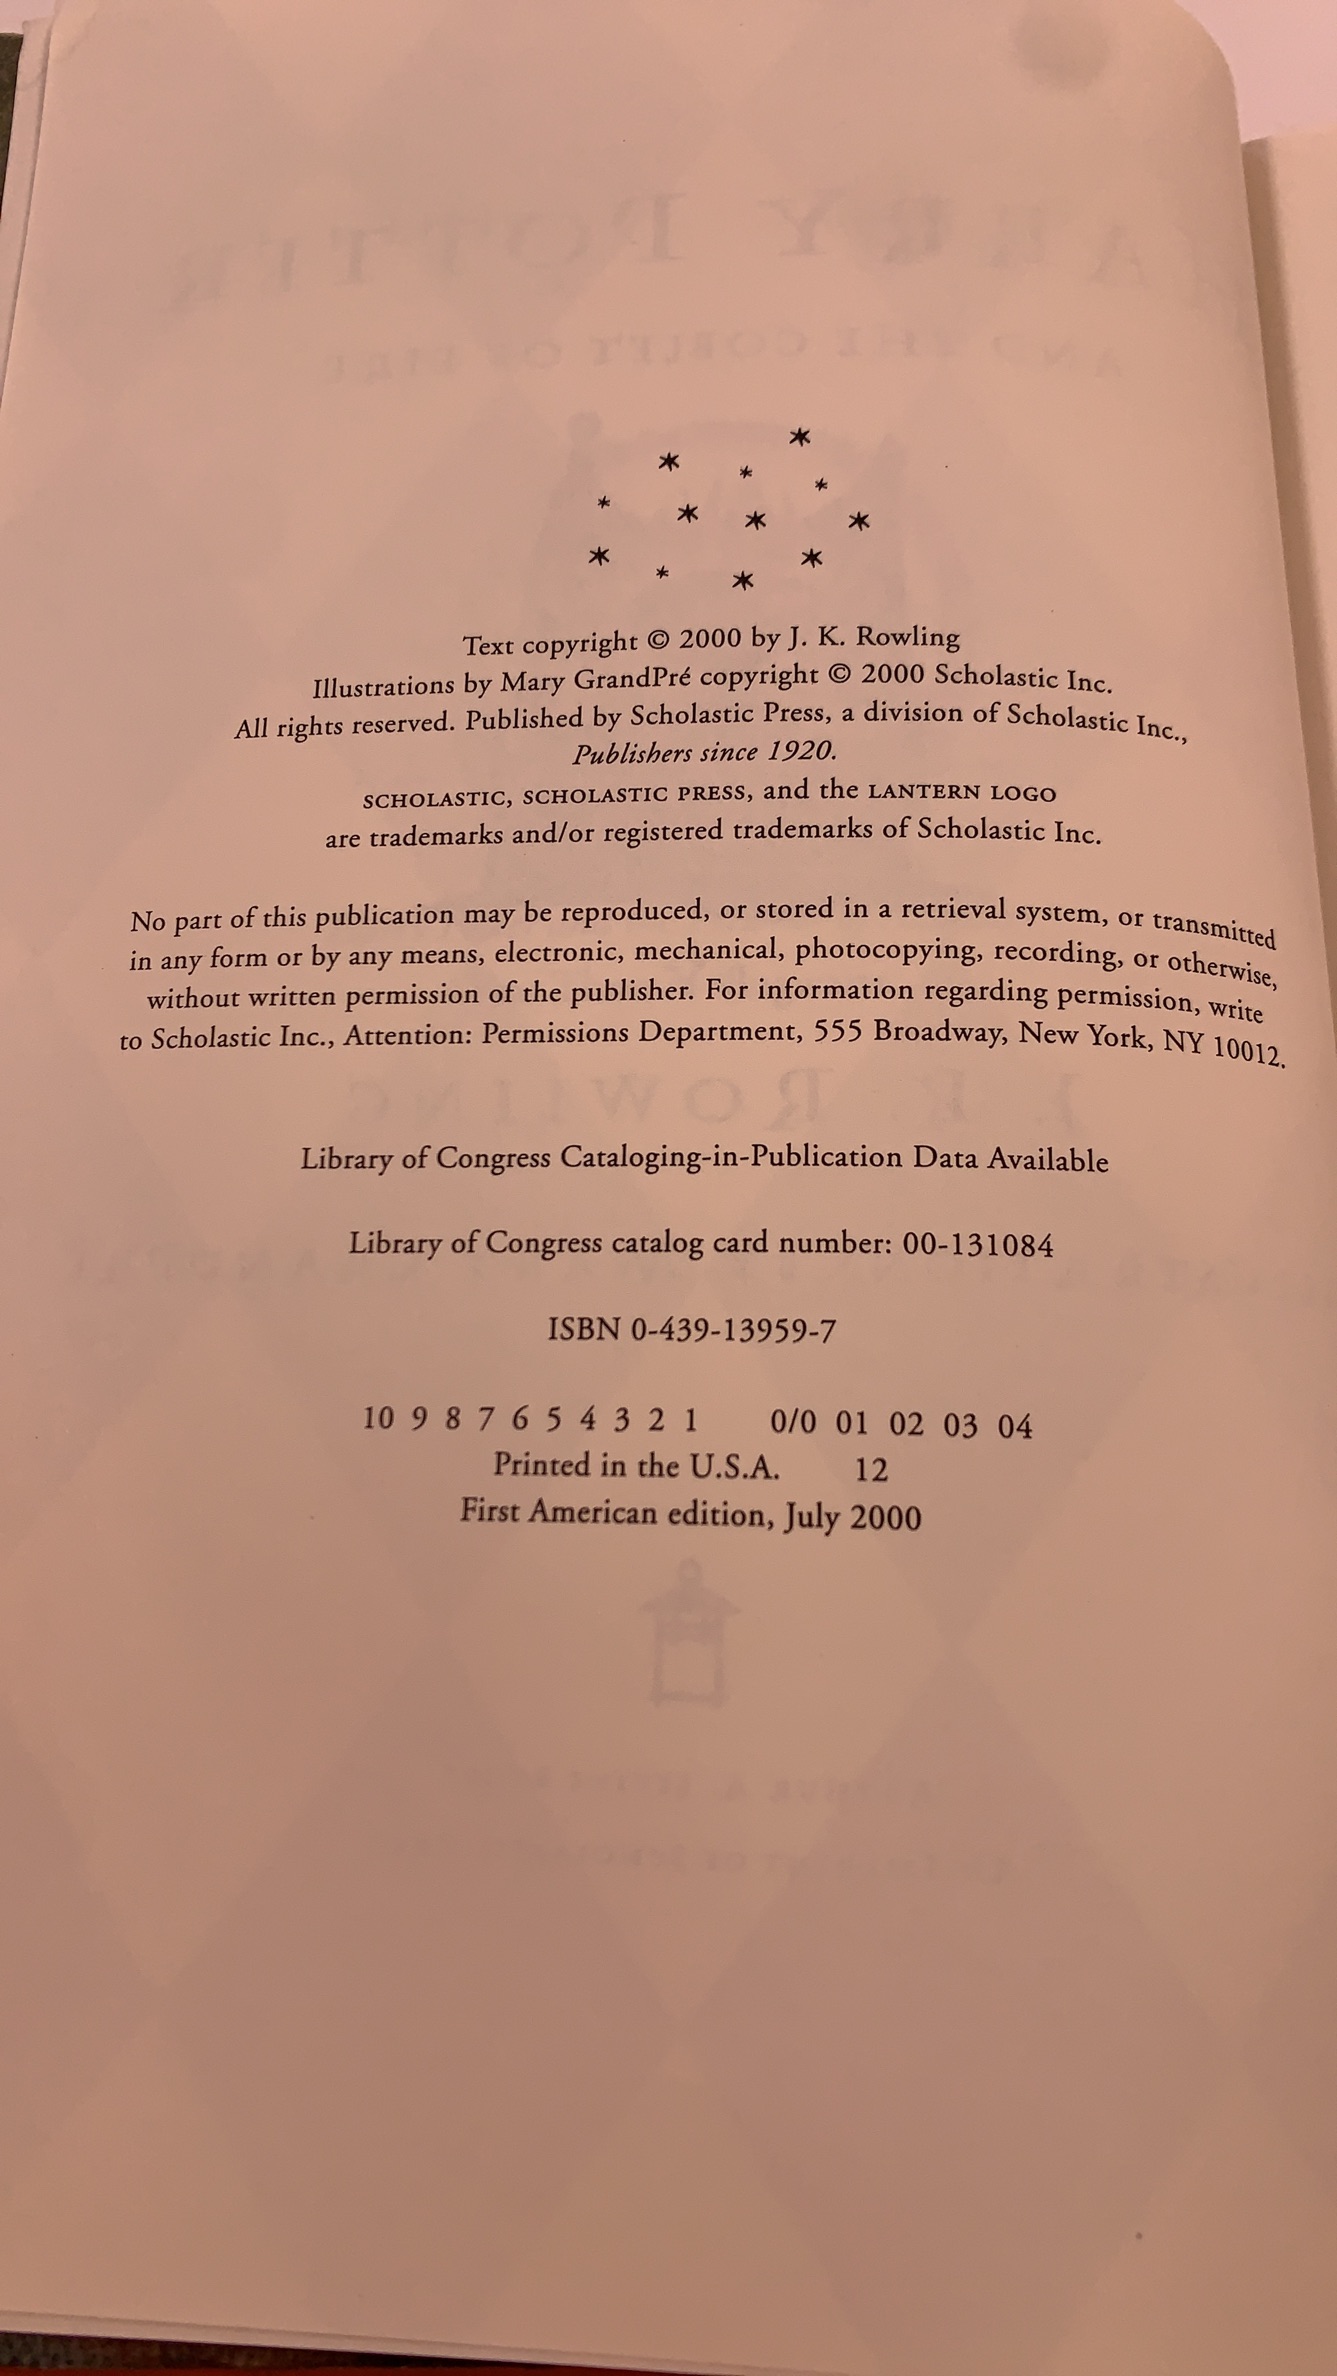 Text copyright © 2000 by J. K. Rowling
Illustrations by Mary GrandPré copyright © 2000 Scholastic Inc.
All rights reserved. Published by Scholastic Press, a division of Scholastic Inc.,
Publishers since 1920.
SCHOLASTIC, SCHOLASTIC PRESS, and the LANTERN LOGO
are trademarks and/or registered trademarks of Scholastic Inc.
No part of this publication may be reproduced, or stored in a retrieval system, or transmitted
in any form or by any means, electronic, mechanical, photocopying, recording, or otherwise,
without written permission of the publisher. For information regarding permission, write
to Scholastic Inc., Attention: Permissions Department, 555 Broadway, New York, NY 10012.
Library of Congress Cataloging-in-Publication Data Available
Library of Congress catalog card number: 00-131084
ISBN 0-439-13959-7
10 9 8 7 6 5 4 3 2 1 0/0 01 02 03 04
Printed in the U.S.A. 12
First American edition, July 2000